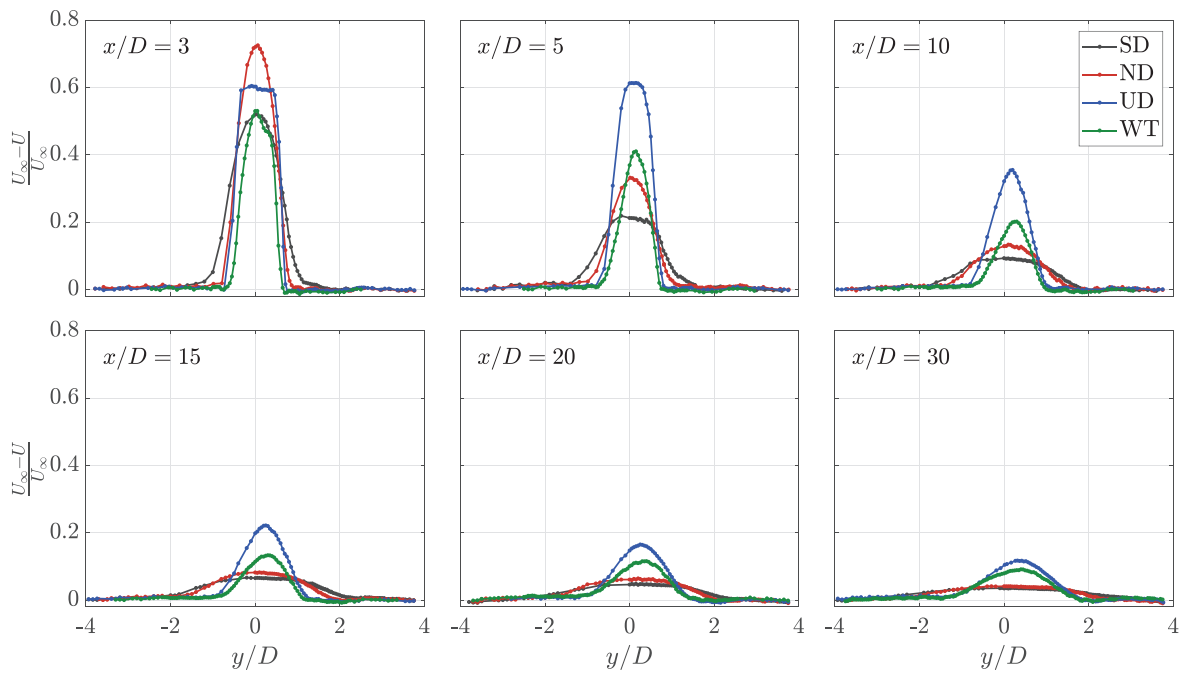 0.8
0.6
0.4
0.2
0
U∞−U
U∞
x/D = 3
x/D = 5
x/D = 10
SD
ND
UD
WT
0.8
0.6
0.4
0.2
0
U∞−U
U∞
x/D = 15
x/D = 20
x/D = 30
-4 -2 0 2 4
-4 -2 0 2 4
-4 -2 0 2 4
y/D
y/D
y/D